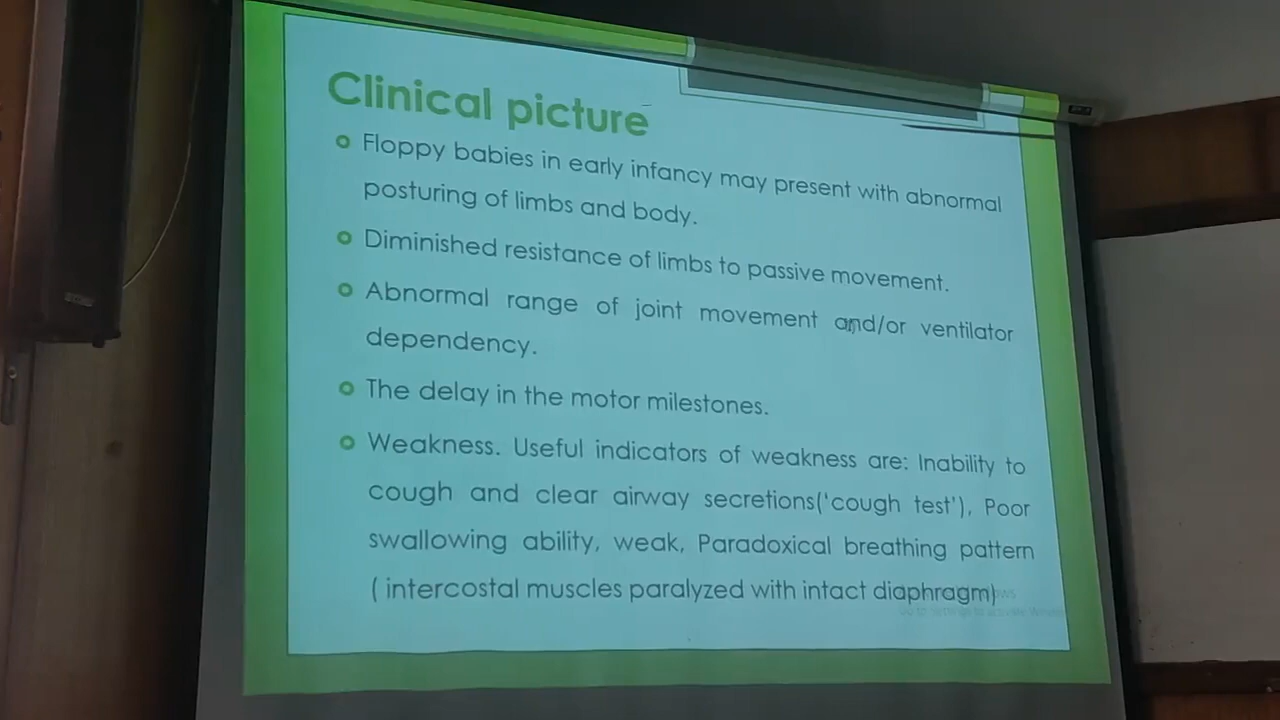 Clinical picture
Floppy babies in early infancy may present with abnormal
posturing of limbs and body.
Diminished resistance of limbs to passive movement.
Abnormal range of joint movement and/or ventilator
dependency.
The delay in the motor milestones.
Weakness. Useful indicators of weakness are: Inability to
cough and clear airway secretions('cough test'), Poor
swallowing ability, weak, Paradoxical breathing pattern
( intercostal muscles paralyzed with intact diaphragm)